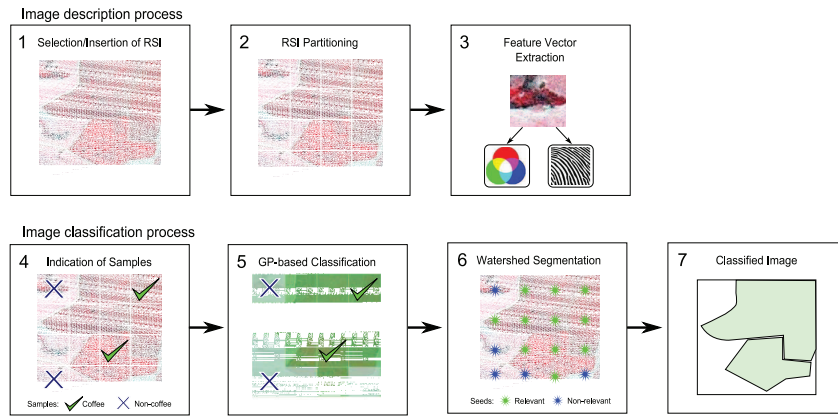 Image description process
1 Selection/Insertion of RSI
2 RSI Partitioning
3 Feature Vector
Extraction
Image classification process
4 Indication of Samples
Samples: Coffee Non-coffee
5 GP-based Classification
6 Watershed Segmentation
Seeds: Relevant Non-relevant
7 Classified Image